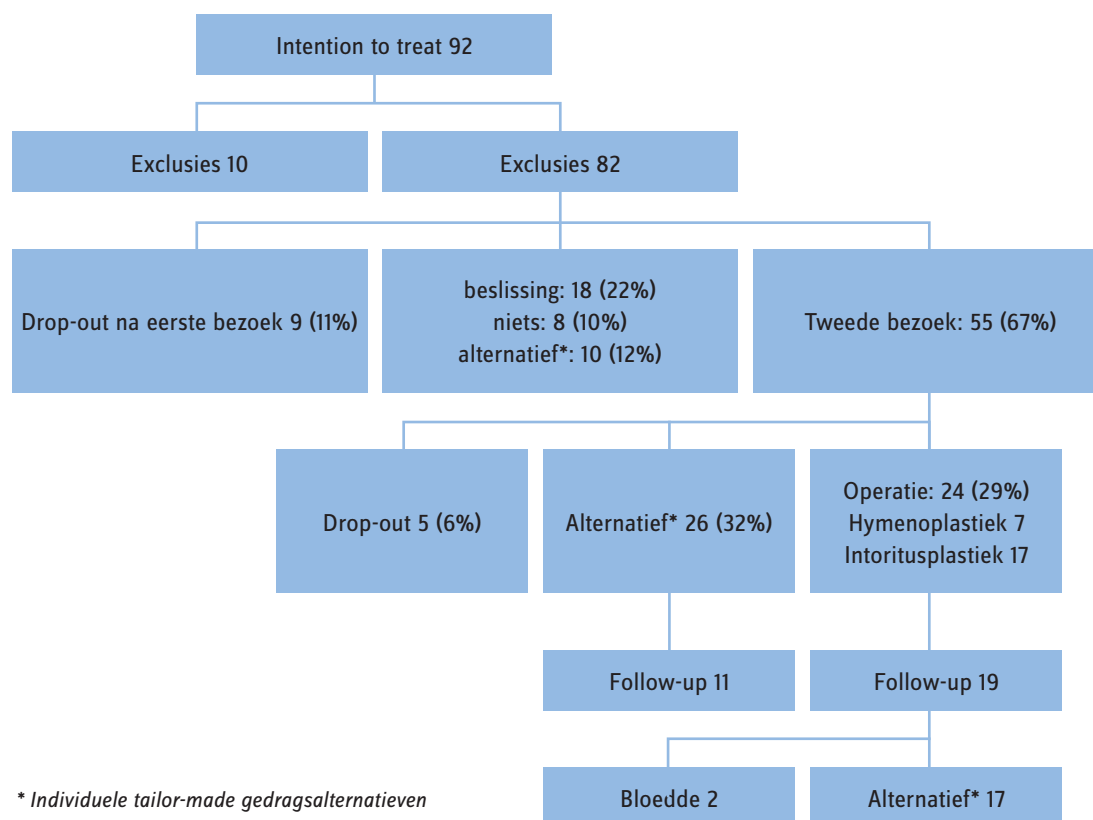 Intention to treat 92
Exclusies 10
Exclusies 82
Drop-out na eerste bezoek 9 (11%)
beslissing: 18 (22%)
niets: 8 (10%)
alternatief*: 10 (12%)
Tweede bezoek: 55 (67%)
Drop-out 5 (6%)
Alternatief* 26 (32%)
Operatie: 24 (29%)
Hymenoplastiek 7
Intoritusplastiek 17
Follow-up 11
Follow-up 19
Bloedde 2
Alternatief* 17
* Individuele tailor-made gedragsalternatieven